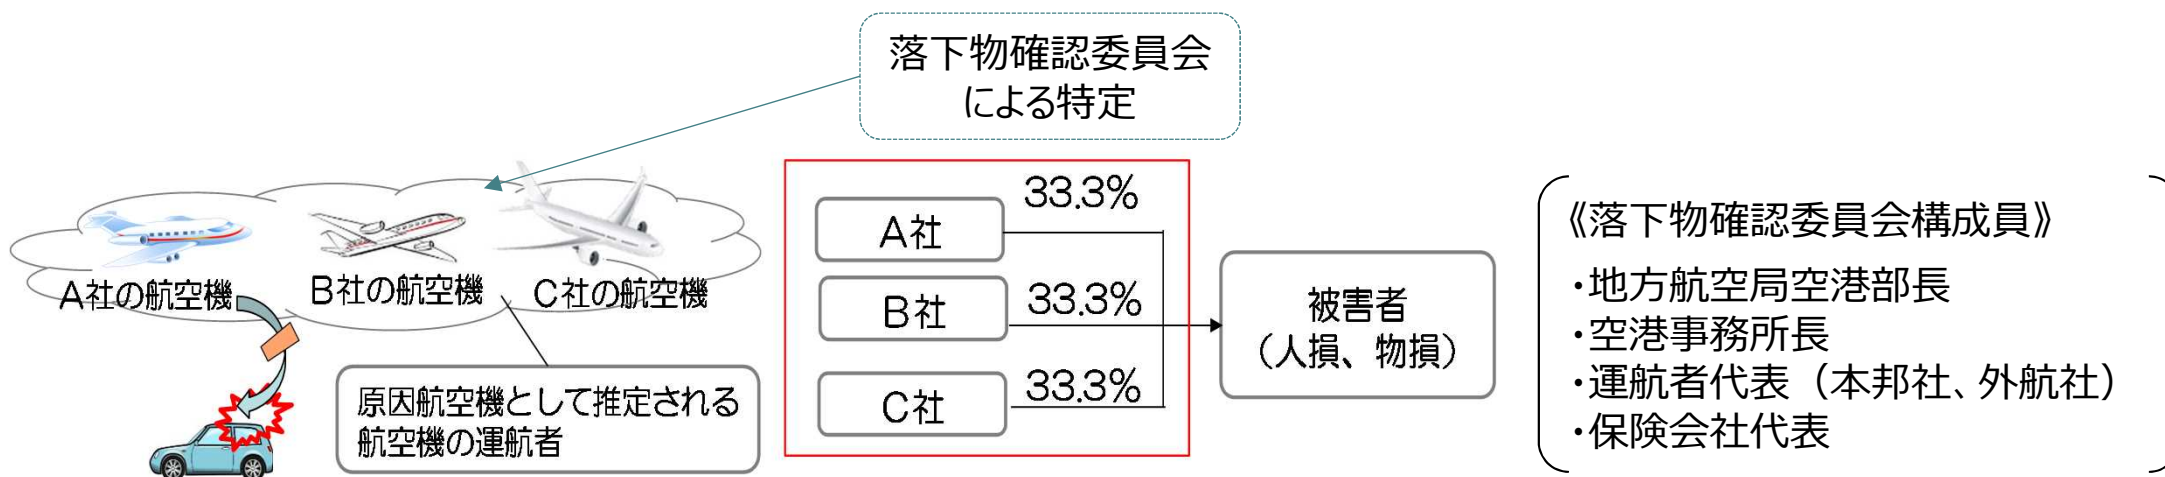 落下物確認委員会
による特定
A社の航空機
B社の航空機
C社の航空機
原因航空機として推定される
航空機の運航者
A社
33.3%
B社
33.3%
C社
33.3%
被害者
（人損、物損）
《落下物確認委員会構成員》
・地方航空局空港部長
・空港事務所長
・運航者代表（本邦社、外航社）
・保険会社代表